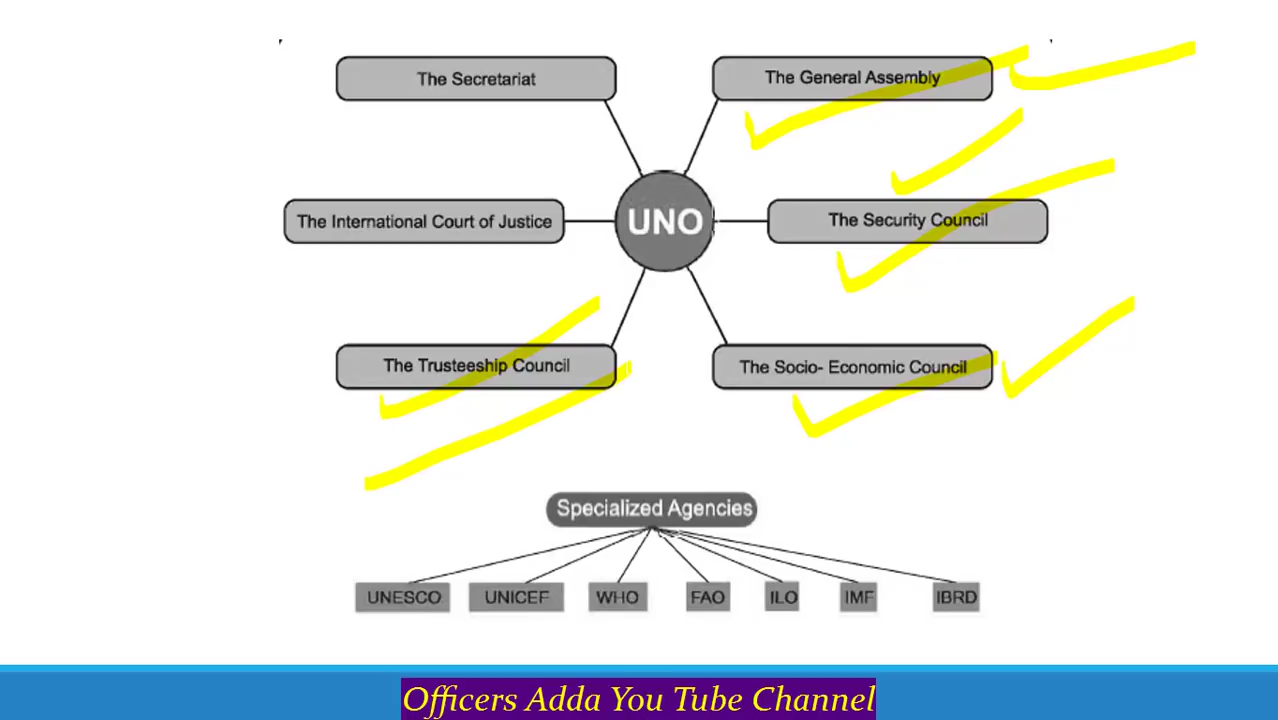 The Secretariat
The General Assembly
The International Court of Justice
UNO
The Security Council
The Trusteeship Council
The Socio- Economic Council
Specialized Agencies
UNESCO
UNICEF
WHO
FAO
ILO
IMF
IBRD
Officers Adda You Tube Channel